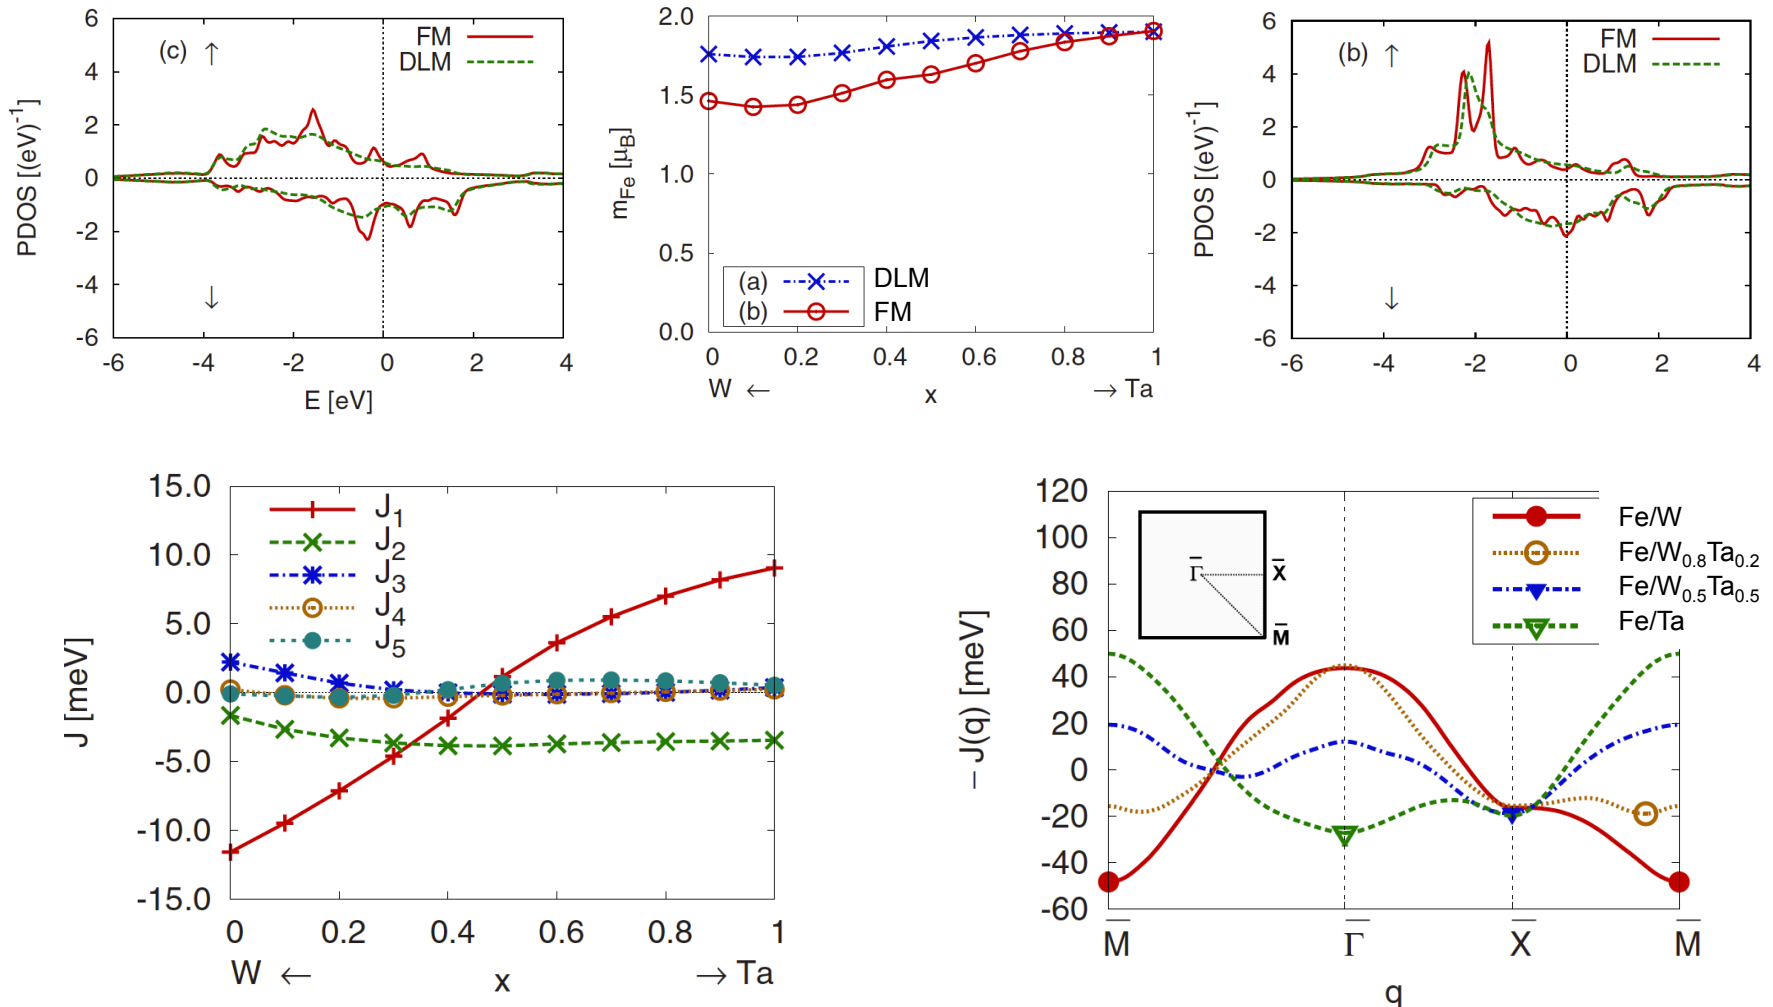 (c) ↑
FM
DLM
↓
PDOS [(eV)-1]
6
4
2
0
-2
-4
-6
-6 -4 -2 0 2 4
E [eV]
mFe [μB]
2.0
1.5
1.0
0.5
0.0
(a) DLM
(b) FM
0 0.2 0.4 0.6 0.8 1
W ← x → Ta
(b) ↑
FM
DLM
↓
PDOS [(eV)-1]
6
4
2
0
-2
-4
-6
-6 -4 -2 0 2 4
J [meV]
15.0
10.0
5.0
0.0
-5.0
-10.0
-15.0
J1
J2
J3
J4
J5
0 0.2 0.4 0.6 0.8 1
W ← x → Ta
– J(q) [meV]
120
100
80
60
40
20
0
-20
-40
-60
Γ̅ X̅
M̅
Fe/W
Fe/W0.8Ta0.2
Fe/W0.5Ta0.5
Fe/Ta
M̅ Γ̅ X̅ M̅
q